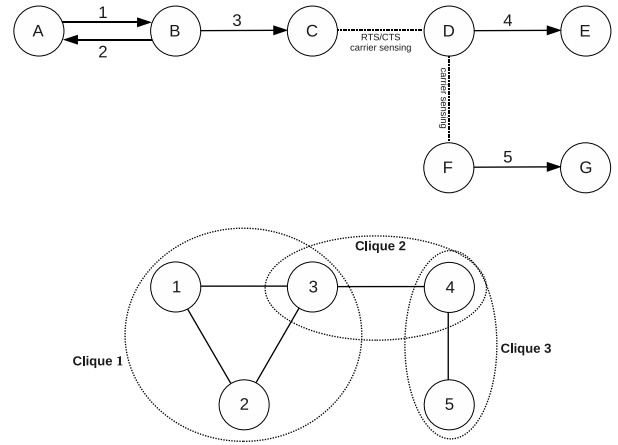 1
A
B
2
3
C
RTS/CTS
carrier sensing
D
4
E
carrier sensing
F
5
G
Clique 2
1
3
4
Clique 1
Clique 3
2
5